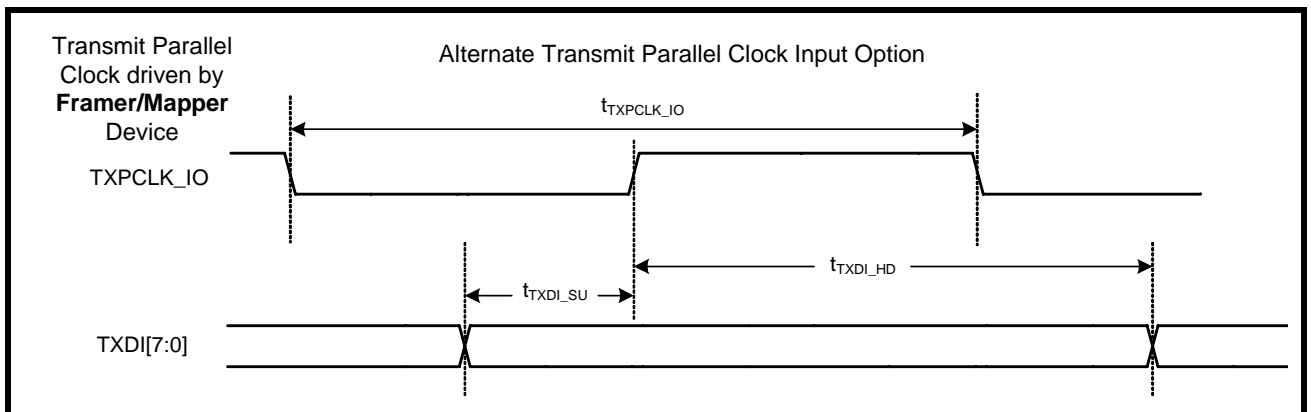 Transmit Parallel
Clock driven by
Framer/Mapper
Device
Alternate Transmit Parallel Clock Input Option
tTXPCLK_IO
TXPCLK_IO
tTXDI_HD
tTXDI_SU
TXDI[7:0]